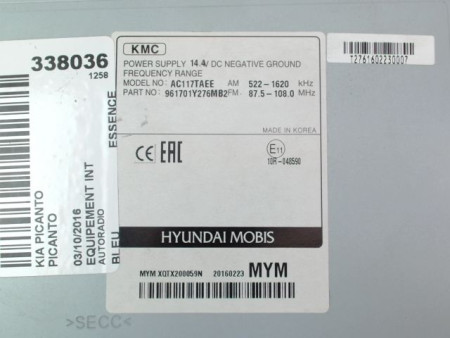 338036
1258
KIA PICANTO
PICANTO
03/10/2016
EQUIPEMENT INT
AUTORADIO
BLEU
ESSENCE
KMC
POWER SUPPLY 14.4V DC NEGATIVE GROUND
FREQUENCY RANGE
MODEL NO AC117TAEE AM 522-1620 kHz
PART NO 961701Y276MB2 FM 87.5-108.0 MHz
MADE IN KOREA
CE EAC E11
10R-040590
HYUNDAI MOBIS
MYM XQTX200059N 20160223 MYM
T2761602230007
>SECC<